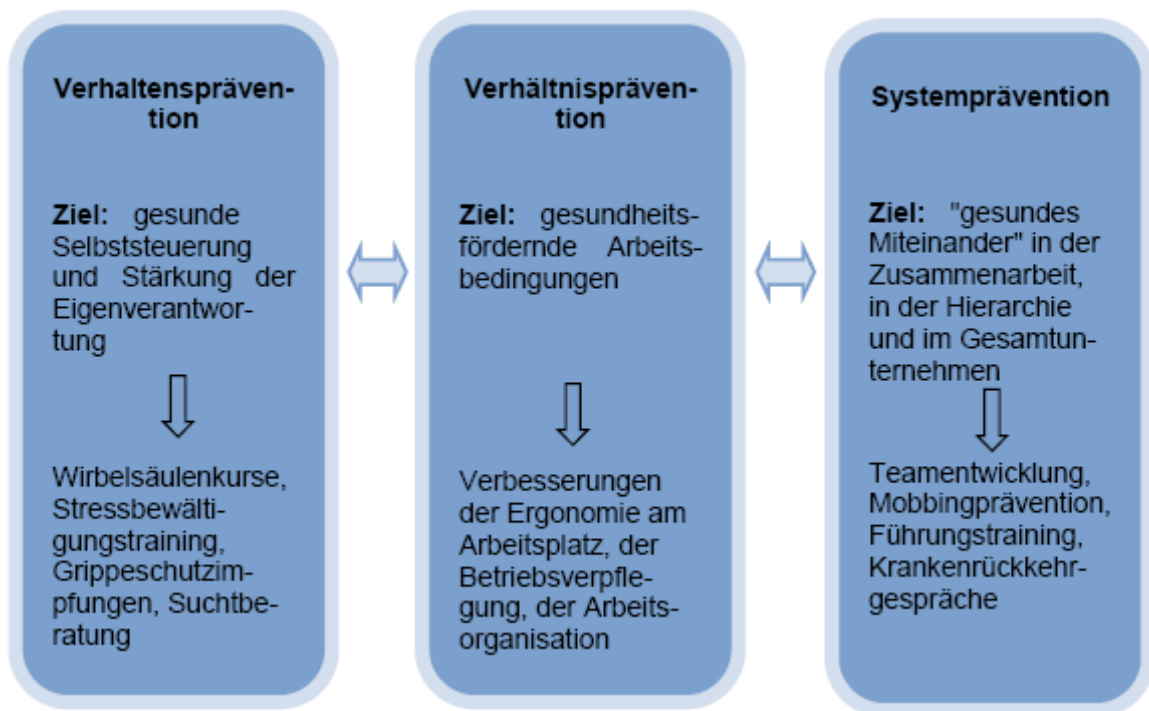 Verhaltenspräven-
tion
Ziel: gesunde
Selbststeuerung
und Stärkung der
Eigenverantwor-
tung
Wirbelsäulenkurse,
Stressbewälti-
gungstraining,
Grippeschutzim-
pfungen, Suchtbe-
ratung
Verhältnispräven-
tion
Ziel: gesundheits-
fördernde Arbeits-
bedingungen
Verbesserungen
der Ergonomie am
Arbeitsplatz, der
Betriebsverpfle-
gung, der Arbeits-
organisation
Systemprävention
Ziel: "gesundes
Miteinander" in der
Zusammenarbeit,
in der Hierarchie
und im Gesamtun-
ternehmen
Teamentwicklung,
Mobbingprävention,
Führungstraining,
Krankenrückkehr-
gespräche